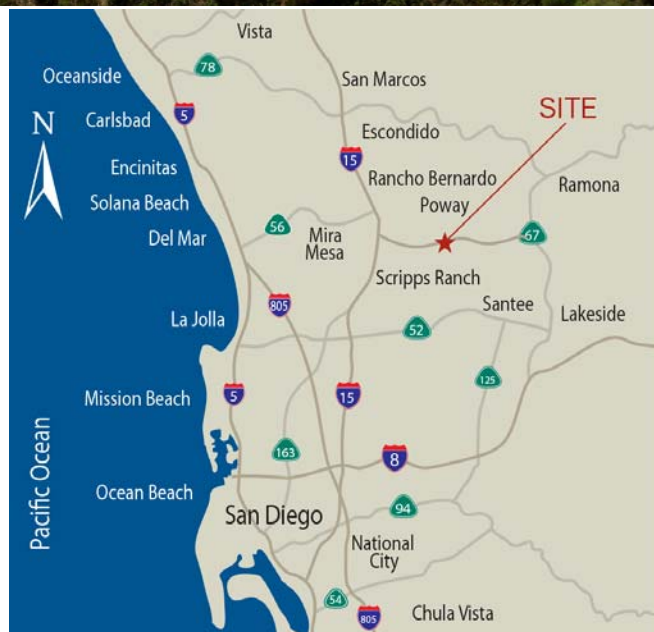 Vista
78
Oceanside
San Marcos
5
N
Carlsbad
SITE
Escondido
15
Encinitas
Rancho Bernardo
Ramona
Solana Beach
Poway
56
Del Mar
Mira
Mesa
67
Scripps Ranch
805
Santee
Lakeside
La Jolla
52
125
Mission Beach
5
15
163
8
Ocean Beach
94
San Diego
Pacific Ocean
National
City
54
Chula Vista
805